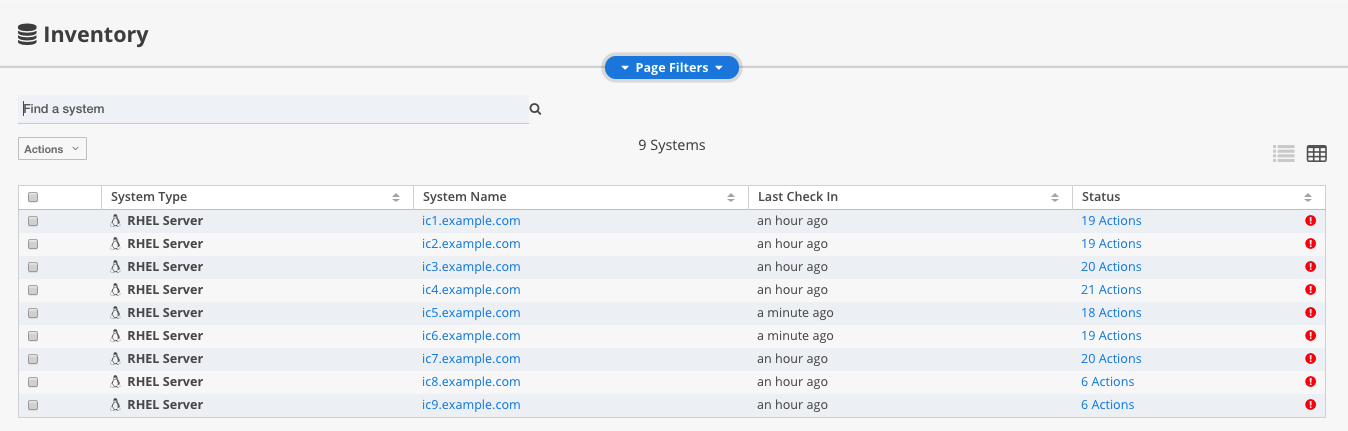 Inventory
Page Filters
Find a system
Actions
9 Systems
System Type System Name Last Check In Status
RHEL Server ic1.example.com an hour ago 19 Actions
RHEL Server ic2.example.com an hour ago 19 Actions
RHEL Server ic3.example.com an hour ago 20 Actions
RHEL Server ic4.example.com an hour ago 21 Actions
RHEL Server ic5.example.com a minute ago 18 Actions
RHEL Server ic6.example.com a minute ago 19 Actions
RHEL Server ic7.example.com an hour ago 20 Actions
RHEL Server ic8.example.com an hour ago 6 Actions
RHEL Server ic9.example.com an hour ago 6 Actions